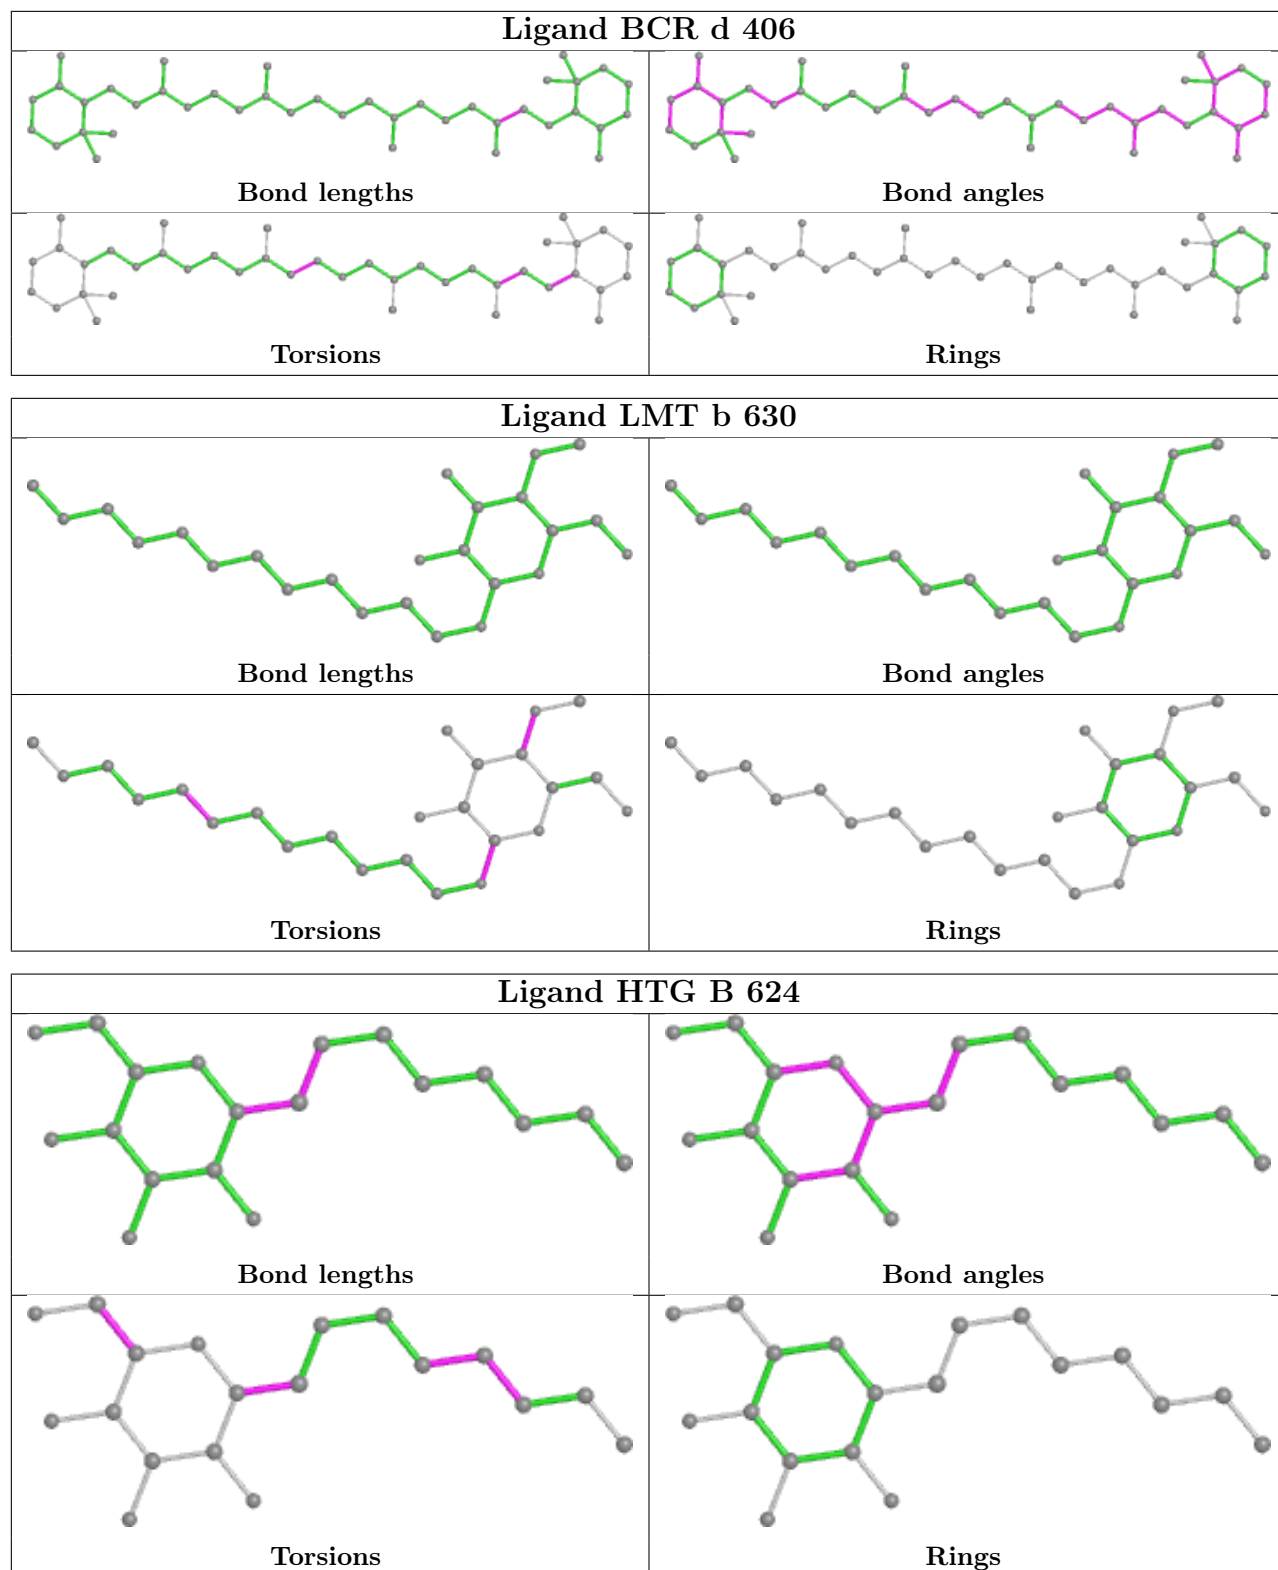 Ligand BCR d 406
Bond lengths
Bond angles
Torsions
Rings
Ligand LMT b 630
Bond lengths
Bond angles
Torsions
Rings
Ligand HTG B 624
Bond lengths
Bond angles
Torsions
Rings